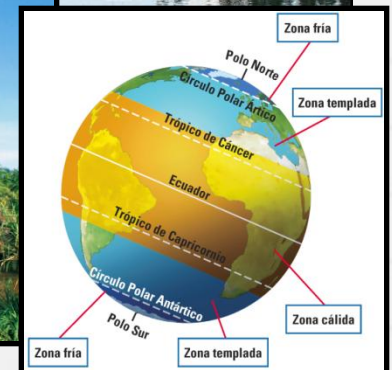 Zona fría
Polo Norte
Círculo Polar Ártico
Zona templada
Trópico de Cáncer
Ecuador
Trópico de Capricornio
Círculo Polar Antártico
Polo Sur
Zona cálida
Zona fría
Zona templada